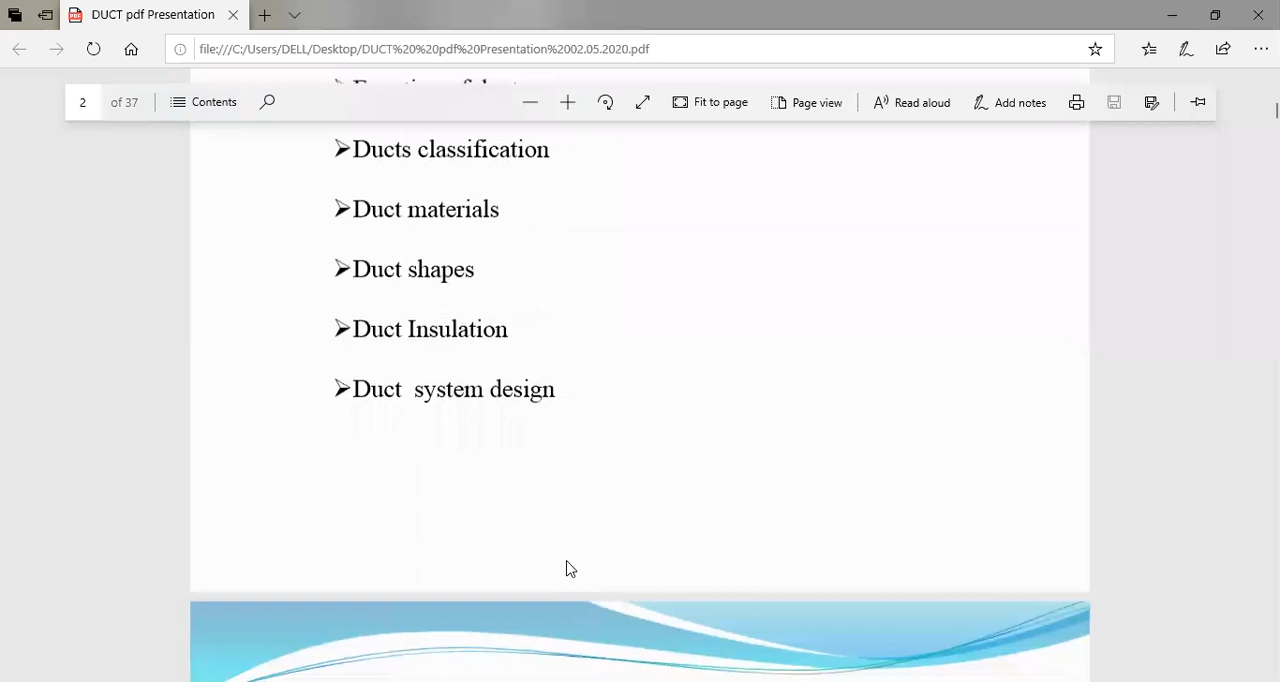 DUCT pdf Presentation
file:///C:/Users/DELL/Desktop/DUCT%20%20pdf%20Presentation%2002.05.2020.pdf
2 of 37 Contents Fit to page Page view Read aloud Add notes
➢Ducts classification
➢Duct materials
➢Duct shapes
➢Duct Insulation
➢Duct system design